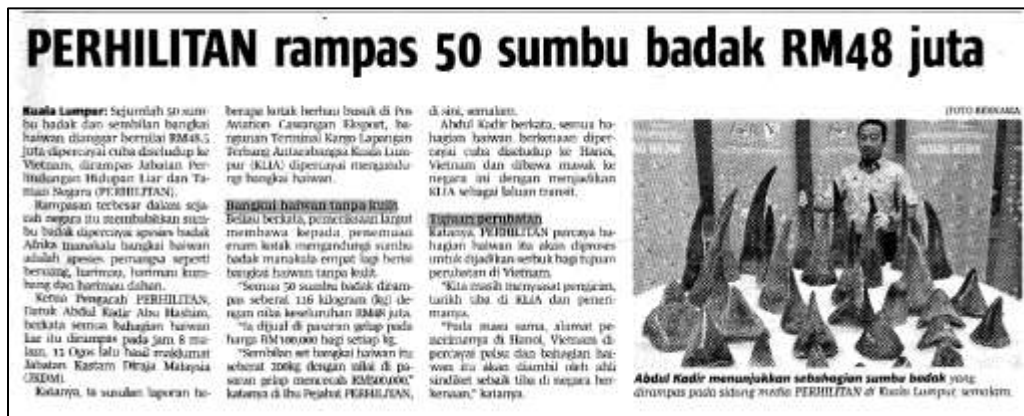 PERHILITAN rampas 50 sumbu badak RM48 juta
Kuala Lumpur: Sejumlah 50 sum-
bu badak dan sembilan bangkai
haiwan dianggar bernilai RM48.5
juta dipercayai cuba diseludup ke
Vietnam, dirampas Jabatan Per-
lindungan Hidupan Liar dan Ta-
man Negara (PERHILITAN).
Rampasan terbesar dalam seja-
rah negara itu membabitkan sum-
bu badak dipercayai spesies badak
Afrika manakala bangkai haiwan
adalah spesies pemangsa seperti
beruang, harimau, harimau kum-
bang dan harimau dahan.
Ketua Pengarah PERHILITAN,
Datuk Abdul Kadir Abu Hashim,
berkata semua bahagian haiwan
liar itu dirampas pada jam 8 ma-
lam, 13 Ogos lalu hasil maklumat
Jabatan Kastam Diraja Malaysia
(JKDM).
Katanya, ia susulan laporan be-
berapa kotak berbau busuk di Pos
Aviation Cawangan Eksport, ba-
ngunan Terminal Kargo Lapangan
Terbang Antarabangsa Kuala Lum-
pur (KLIA) dipercayai mengandu-
ngi bangkai haiwan.
Bangkai haiwan tanpa kulit
Beliau berkata, pemeriksaan lanjut
membawa kepada penemuan
enam kotak mengandungi sumbu
badak manakala empat lagi berisi
bangkai haiwan tanpa kulit.
"Semua 50 sumbu badak diram-
pas seberat 116 kilogram (kg) de-
ngan nilai keseluruhan RM48 juta.
"Ia dijual di pasaran gelap pada
harga RM100,000 bagi setiap kg.
"Sembilan set bangkai haiwan itu
seberat 200kg dengan nilai di pa-
saran gelap mencecah RM500,000,"
katanya di Ibu Pejabat PERHILITAN,
di sini, semalam.
Abdul Kadir berkata, semua ba-
hagian haiwan berkenaan diper-
cayai cuba diseludup ke Hanoi,
Vietnam dan dibawa masuk ke
negara ini dengan menjadikan
KLIA sebagai laluan transit.
Tujuan perubatan
Katanya, PERHILITAN percaya ba-
hagian haiwan itu akan diproses
untuk dijadikan serbuk bagi tujuan
perubatan di Vietnam.
"Kita masih menyiasat pengirim,
tarikh tiba di KLIA dan peneri-
manya.
"Pada masa sama, alamat pe-
nerimanya di Hanoi, Vietnam di-
percayai palsu dan bahagian hai-
wan itu akan diambil oleh ahli
sindiket sebaik tiba di negara ber-
kenaan," katanya.
(FOTO BERNAMA)
Abdul Kadir menunjukkan sebahagian sumbu badak yang
dirampas pada sidang media PERHILITAN di Kuala Lumpur, semalam.